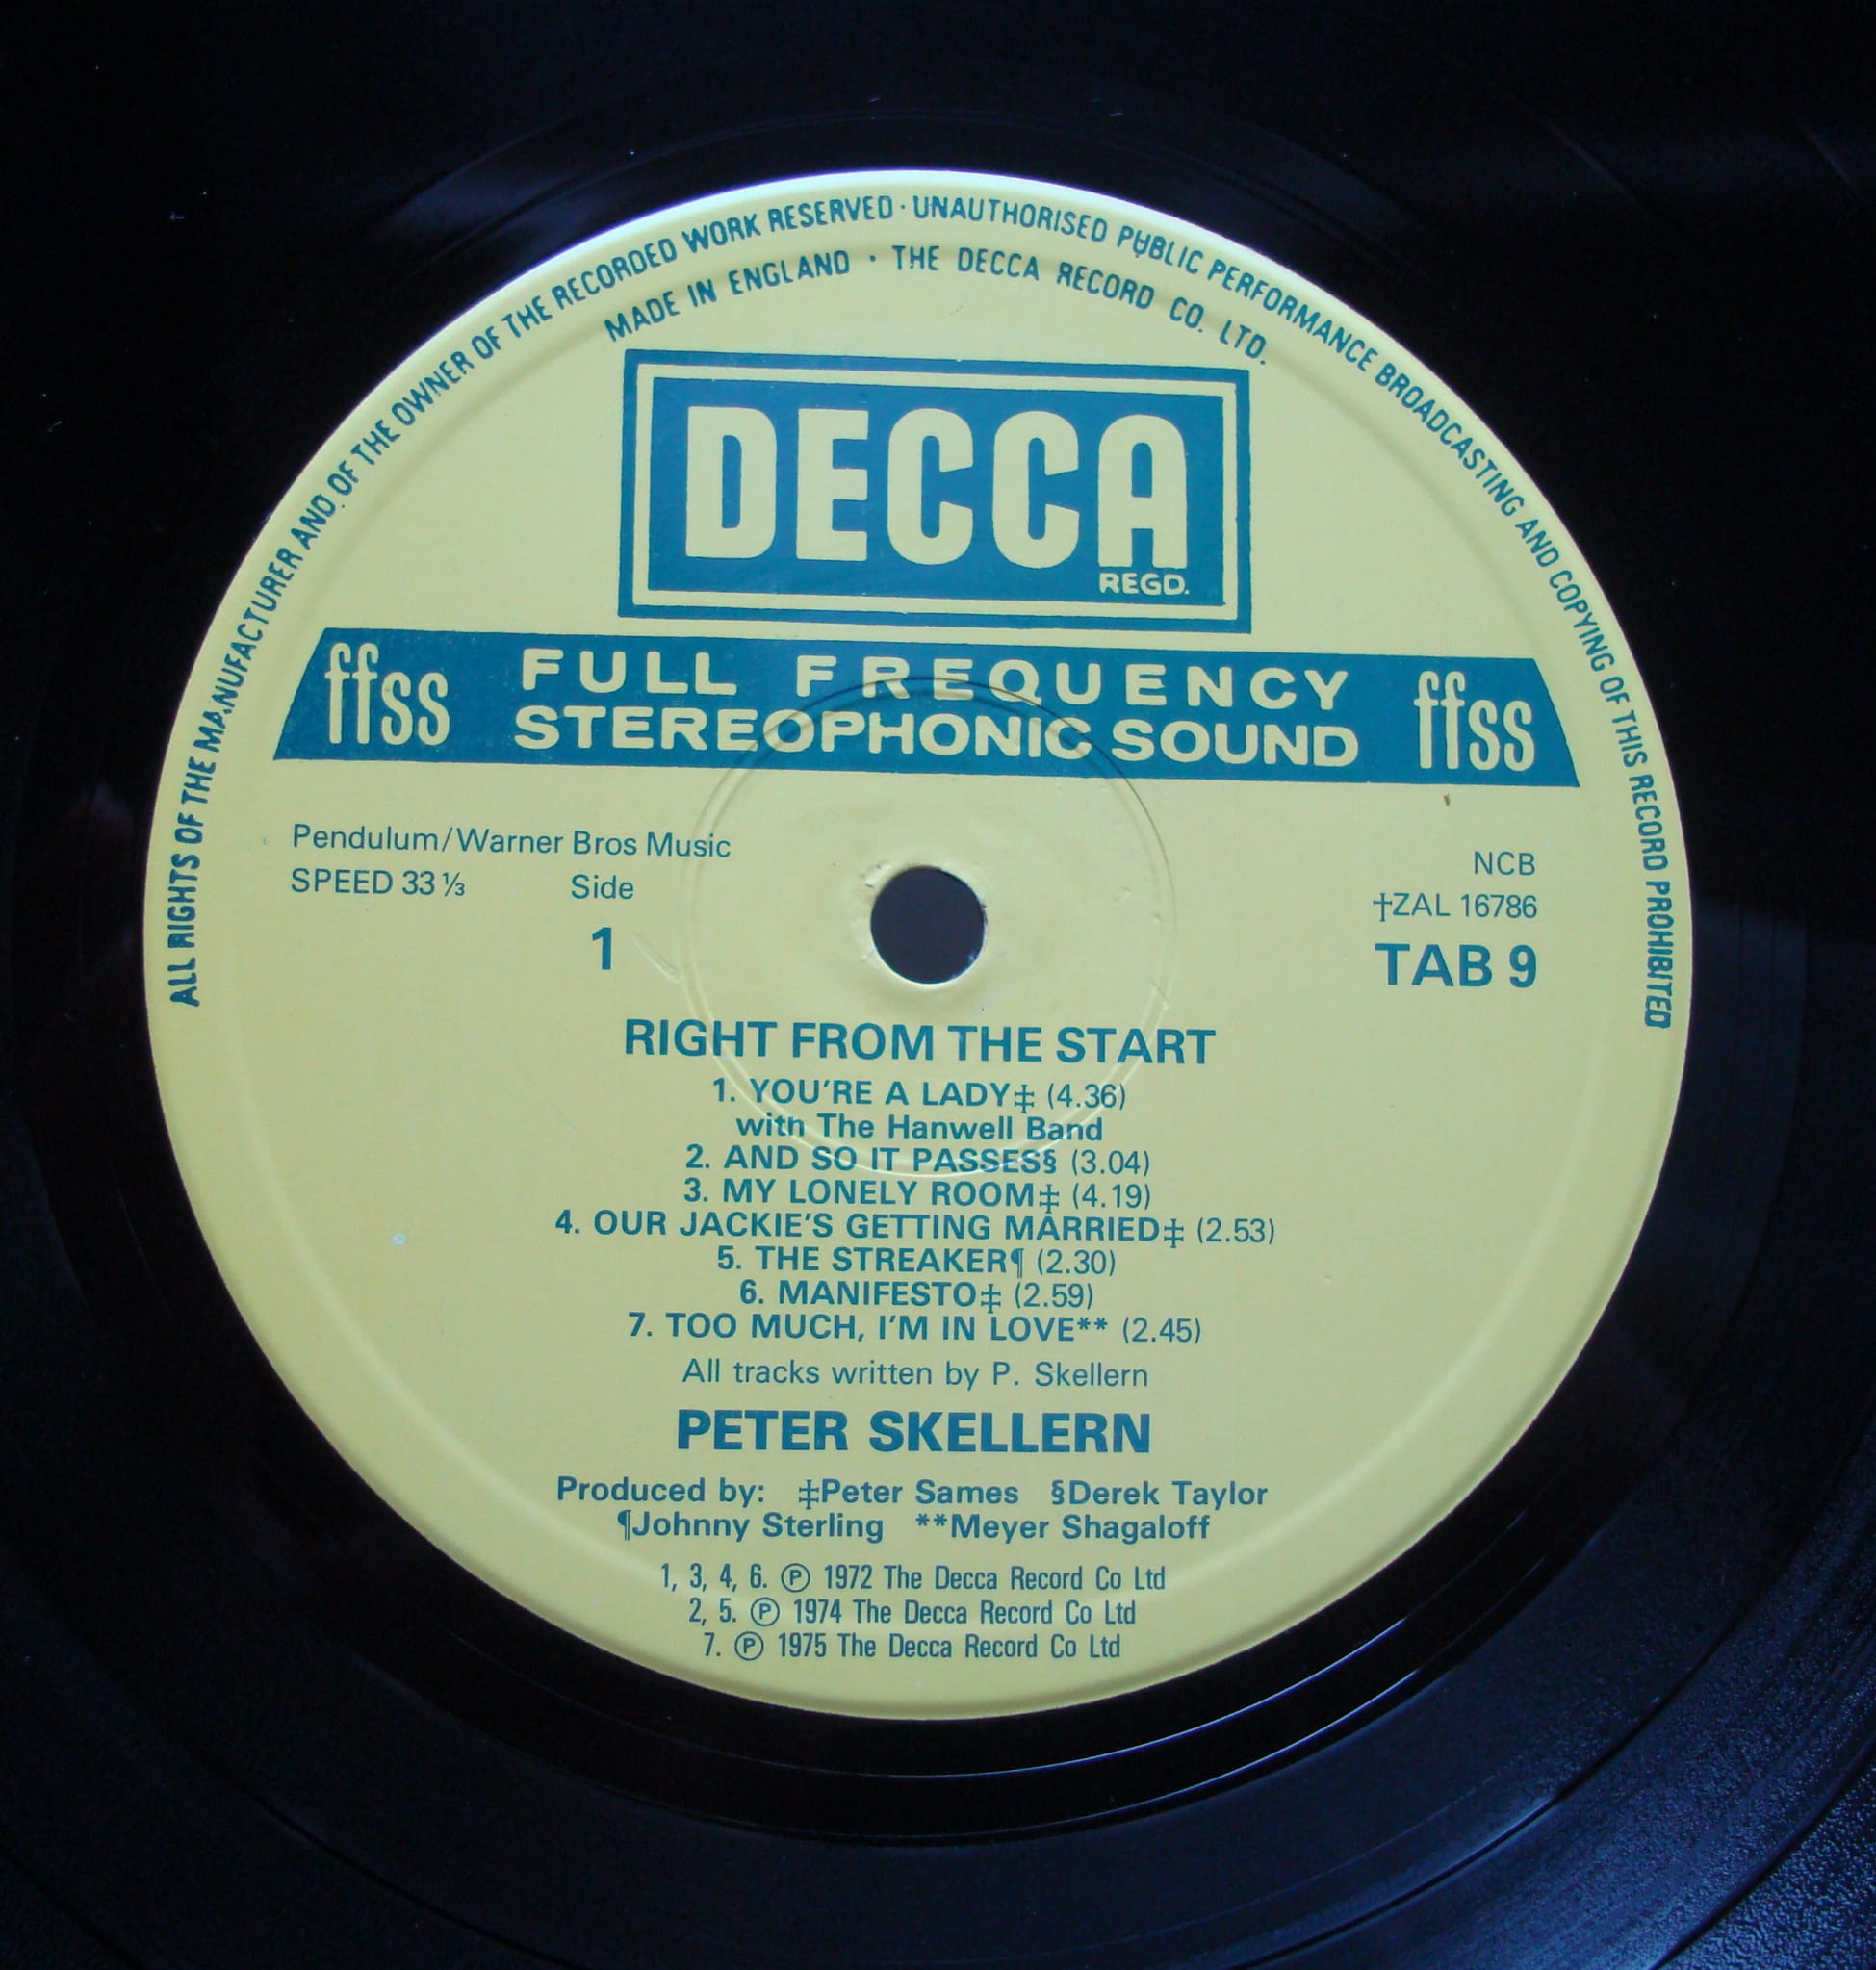 ALL RIGHTS OF THE MANUFACTURER AND OF THE OWNER OF THE RECORDED WORK RESERVED · UNAUTHORISED PUBLIC PERFORMANCE BROADCASTING AND COPYING OF THIS RECORD PROHIBITED
MADE IN ENGLAND · THE DECCA RECORD CO. LTD.
DECCA
REGD.
ffss FULL FREQUENCY ffss
STEREOPHONIC SOUND
Pendulum/Warner Bros Music
SPEED 33 ⅓ Side
1
NCB
†ZAL 16786
TAB 9
RIGHT FROM THE START
1. YOU'RE A LADY‡ (4.36)
with The Hanwell Band
2. AND SO IT PASSES§ (3.04)
3. MY LONELY ROOM‡ (4.19)
4. OUR JACKIE'S GETTING MARRIED‡ (2.53)
5. THE STREAKER¶ (2.30)
6. MANIFESTO‡ (2.59)
7. TOO MUCH, I'M IN LOVE** (2.45)
All tracks written by P. Skellern
PETER SKELLERN
Produced by: ‡Peter Sames §Derek Taylor
¶Johnny Sterling **Meyer Shagaloff
1, 3, 4, 6. ℗ 1972 The Decca Record Co Ltd
2, 5. ℗ 1974 The Decca Record Co Ltd
7. ℗ 1975 The Decca Record Co Ltd